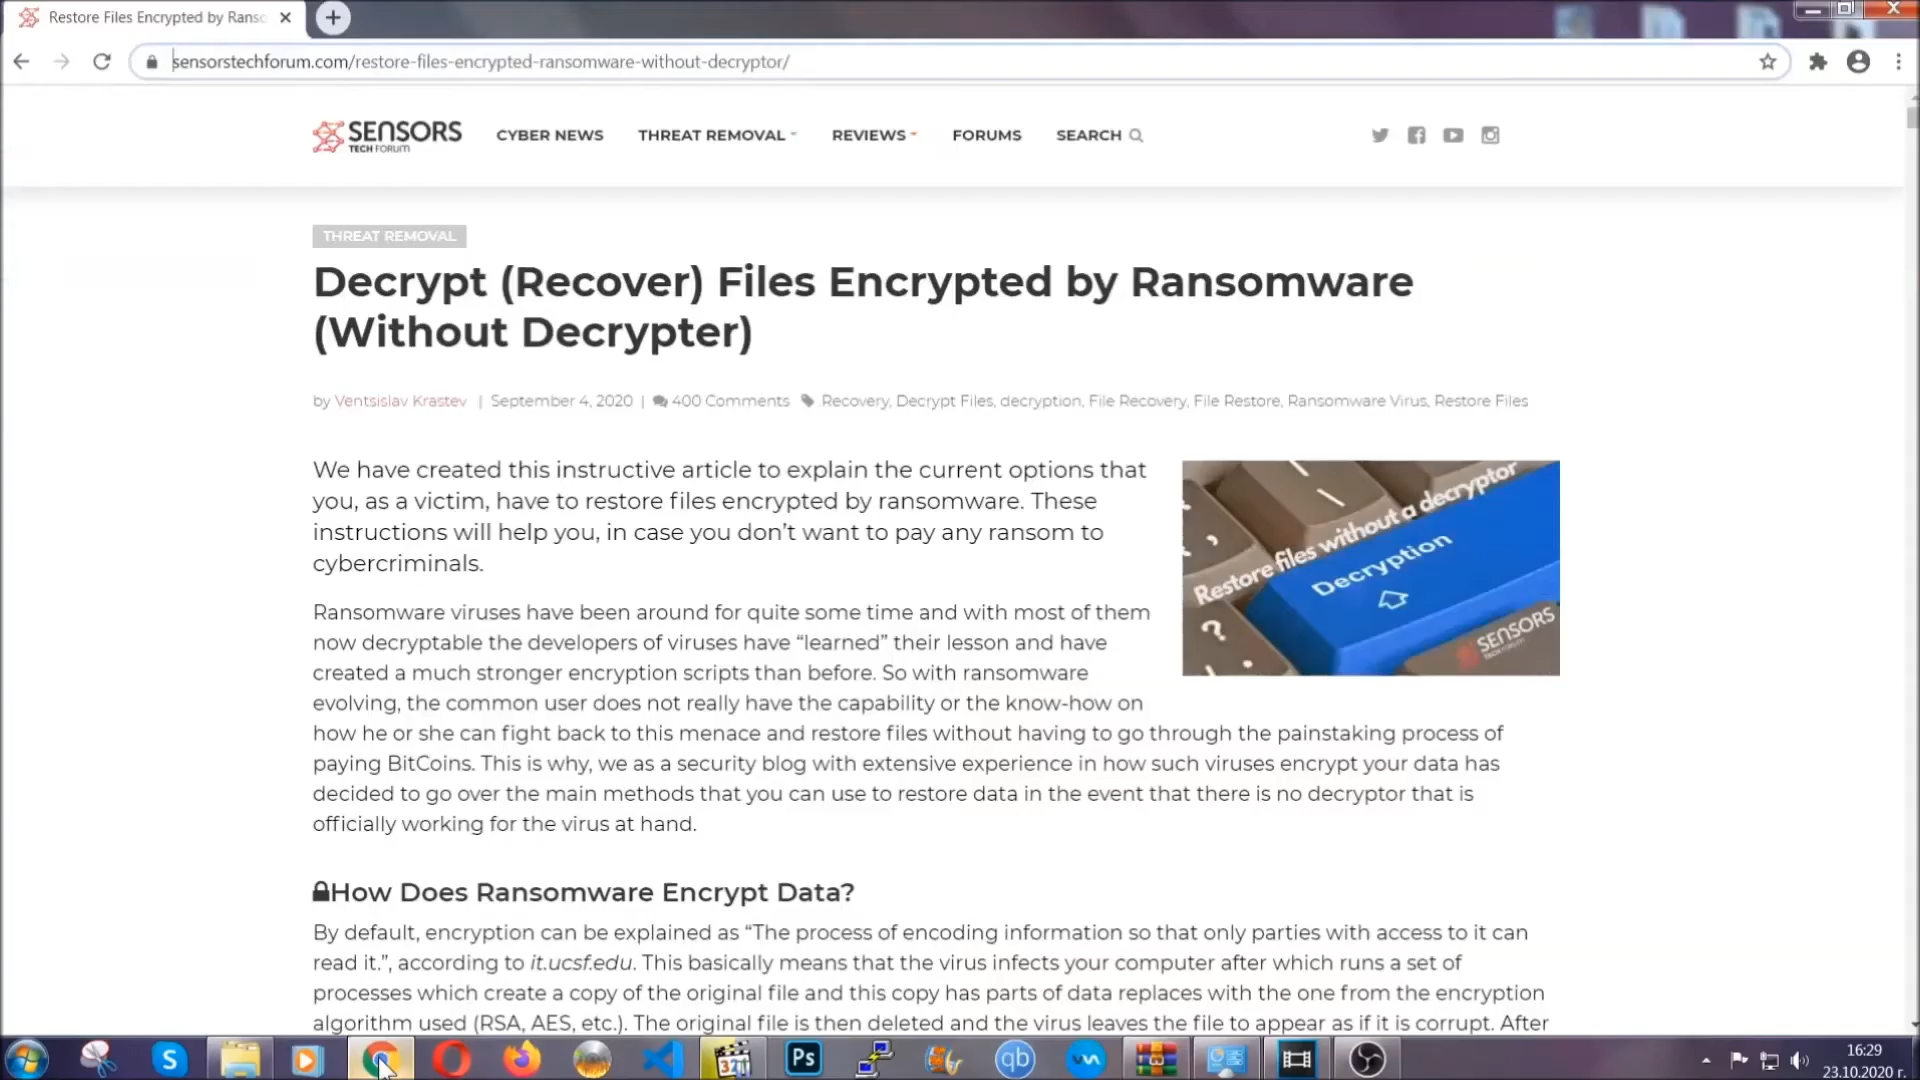 Restore Files Encrypted by Ranso
sensorstechforum.com/restore-files-encrypted-ransomware-without-decryptor/
SENSORS
TECH FORUM
CYBER NEWS
THREAT REMOVAL
REVIEWS
FORUMS
SEARCH
THREAT REMOVAL
Decrypt (Recover) Files Encrypted by Ransomware
(Without Decrypter)
by Ventsislav Krastev | September 4, 2020 | 400 Comments Recovery, Decrypt Files, decryption, File Recovery, File Restore, Ransomware Virus, Restore Files
We have created this instructive article to explain the current options that
you, as a victim, have to restore files encrypted by ransomware. These
instructions will help you, in case you don’t want to pay any ransom to
cybercriminals.
Restore files without a decryptor
Decryption
SENSORS
TECH FORUM
Ransomware viruses have been around for quite some time and with most of them
now decryptable the developers of viruses have “learned” their lesson and have
created a much stronger encryption scripts than before. So with ransomware
evolving, the common user does not really have the capability or the know-how on
how he or she can fight back to this menace and restore files without having to go through the painstaking process of
paying BitCoins. This is why, we as a security blog with extensive experience in how such viruses encrypt your data has
decided to go over the main methods that you can use to restore data in the event that there is no decryptor that is
officially working for the virus at hand.
How Does Ransomware Encrypt Data?
By default, encryption can be explained as “The process of encoding information so that only parties with access to it can
read it.”, according to it.ucsf.edu. This basically means that the virus infects your computer after which runs a set of
processes which create a copy of the original file and this copy has parts of data replaces with the one from the encryption
algorithm used (RSA, AES, etc.). The original file is then deleted and the virus leaves the file to appear as if it is corrupt. After
S
321
Ps
qb
16:29
23.10.2020 г.